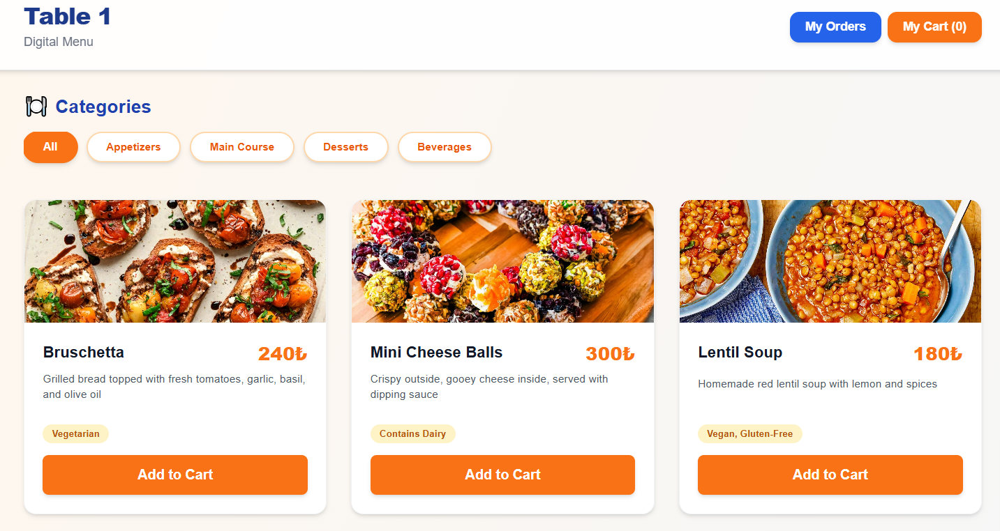 Table 1
Digital Menu
My Orders
My Cart (0)
Categories
All
Appetizers
Main Course
Desserts
Beverages
Bruschetta
240₺
Grilled bread topped with fresh tomatoes, garlic, basil,
and olive oil
Vegetarian
Add to Cart
Mini Cheese Balls
300₺
Crispy outside, gooey cheese inside, served with
dipping sauce
Contains Dairy
Add to Cart
Lentil Soup
180₺
Homemade red lentil soup with lemon and spices
Vegan, Gluten-Free
Add to Cart